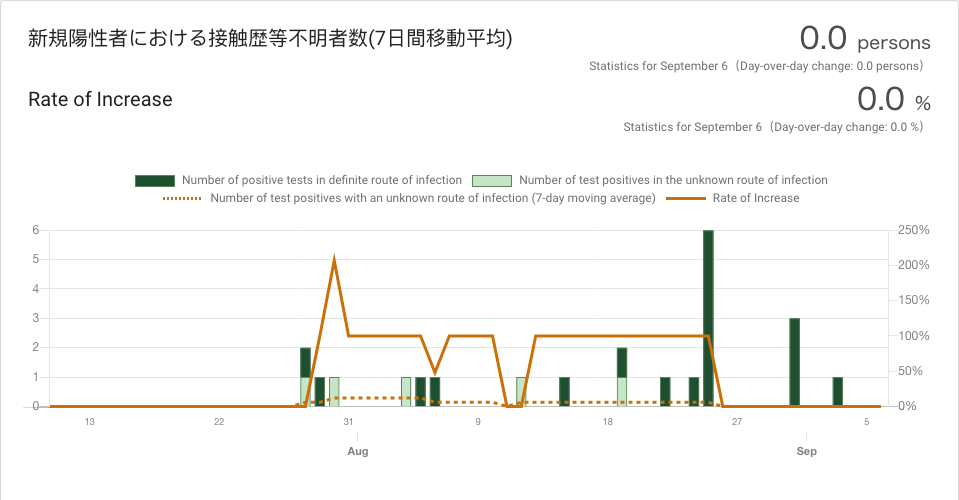 新規陽性者における接触歴等不明者数(7日間移動平均)
0.0 persons
Statistics for September 6（Day-over-day change: 0.0 persons）
Rate of Increase
0.0 %
Statistics for September 6（Day-over-day change: 0.0 %）
Number of positive tests in definite route of infection Number of test positives in the unknown route of infection
Number of test positives with an unknown route of infection (7-day moving average) Rate of Increase
6 250%
5 200%
4 150%
3 100%
2 50%
1 0%
0
13 22 31 9 18 27 5
Aug Sep